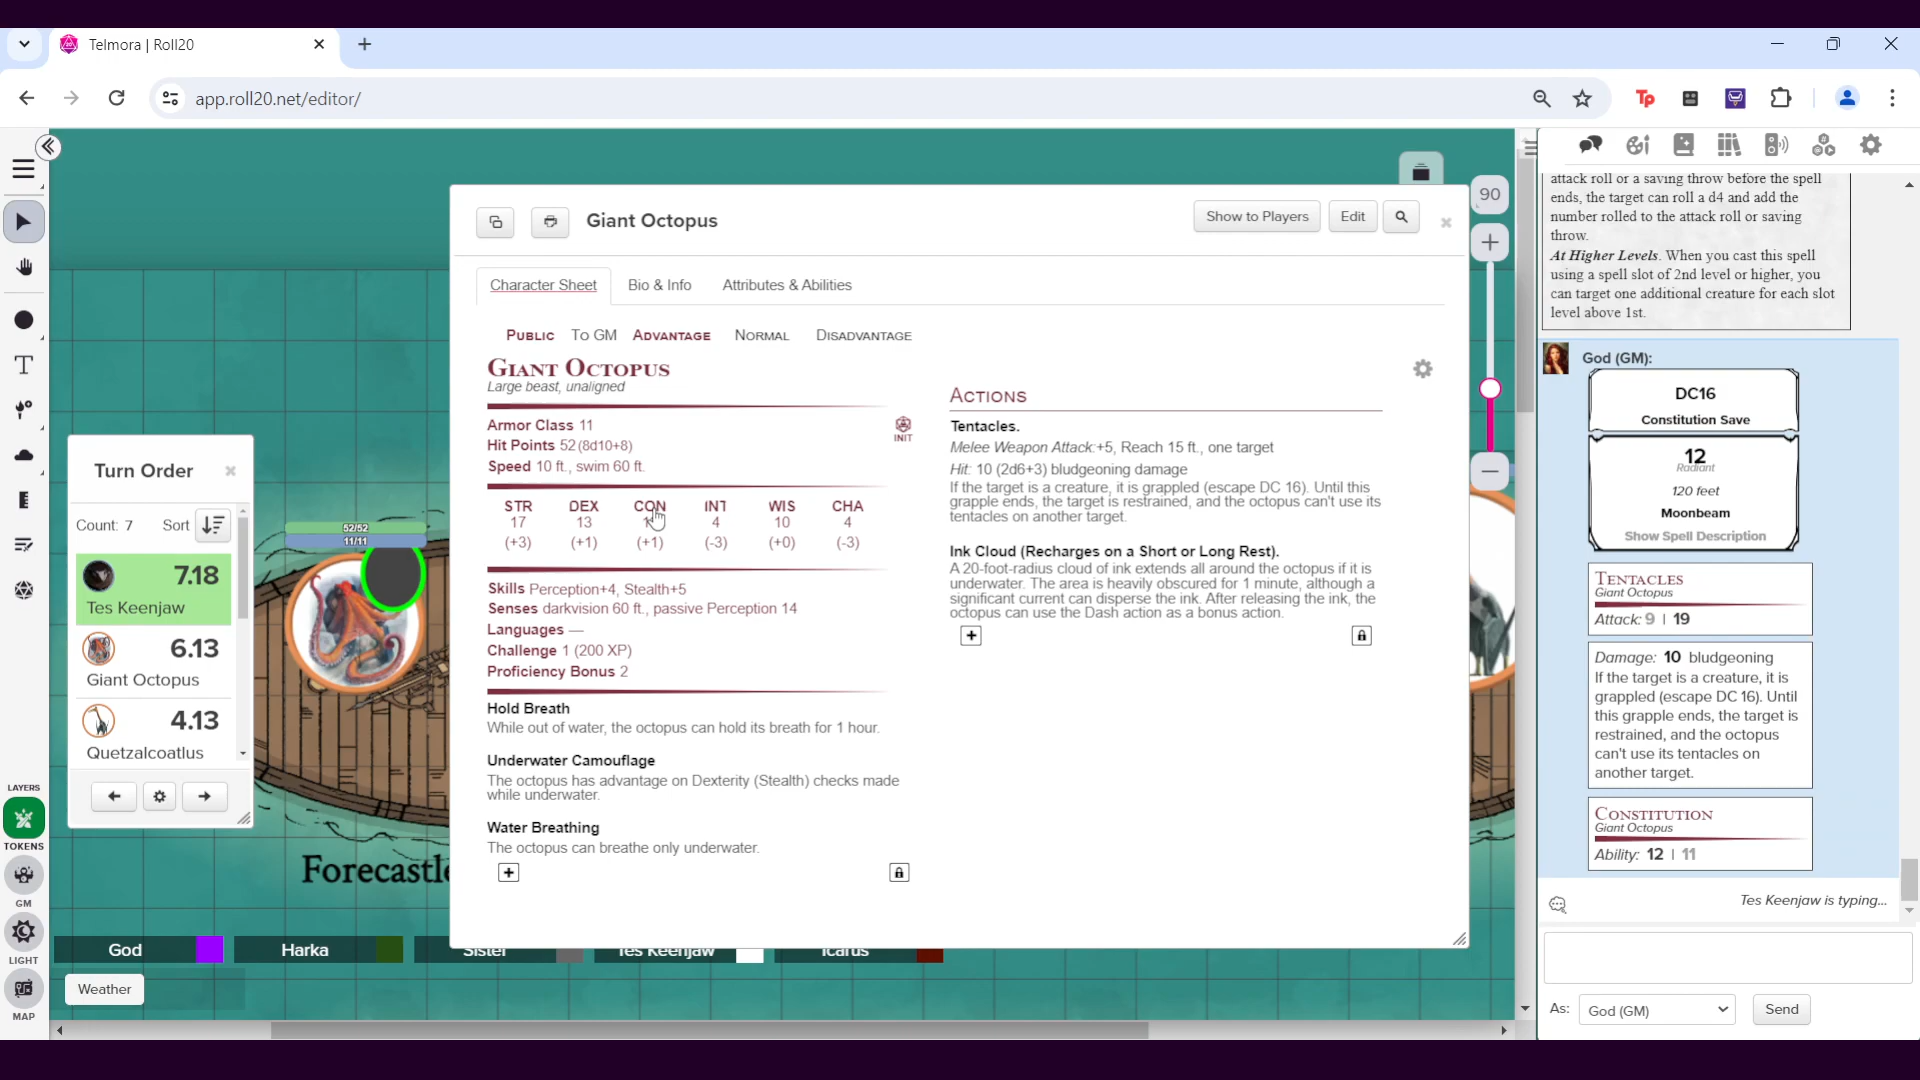 Telmora | Roll20
app.roll20.net/editor/
Tp
90
Giant Octopus
Show to Players
Edit
Character Sheet
Bio & Info
Attributes & Abilities
PUBLIC
TO GM
ADVANTAGE
NORMAL
DISADVANTAGE
GIANT OCTOPUS
Large beast, unaligned
Armor Class 11
Hit Points 52 (8d10+8)
Speed 10 ft., swim 60 ft.
INIT
STR DEX CON INT WIS CHA
17 13 4 10 4
(+3) (+1) (+1) (-3) (+0) (-3)
Skills Perception+4, Stealth+5
Senses darkvision 60 ft., passive Perception 14
Languages —
Challenge 1 (200 XP)
Proficiency Bonus 2
Hold Breath
While out of water, the octopus can hold its breath for 1 hour.
Underwater Camouflage
The octopus has advantage on Dexterity (Stealth) checks made
while underwater.
Water Breathing
The octopus can breathe only underwater.
ACTIONS
Tentacles.
Melee Weapon Attack:+5, Reach 15 ft., one target
Hit: 10 (2d6+3) bludgeoning damage
If the target is a creature, it is grappled (escape DC 16). Until this
grapple ends, the target is restrained, and the octopus can't use its
tentacles on another target.
Ink Cloud (Recharges on a Short or Long Rest).
A 20-foot-radius cloud of ink extends all around the octopus if it is
underwater. The area is heavily obscured for 1 minute, although a
significant current can disperse the ink. After releasing the ink, the
octopus can use the Dash action as a bonus action.
Turn Order
Count: 7 Sort
7.18
Tes Keenjaw
6.13
Giant Octopus
4.13
Quetzalcoatlus
52/52
11/11
Forecastle
LAYERS
TOKENS
GM
LIGHT
MAP
God
Harka
Sister
Tes Keenjaw
Icarus
Weather
attack roll or a saving throw before the spell
ends, the target can roll a d4 and add the
number rolled to the attack roll or saving
throw.
At Higher Levels. When you cast this spell
using a spell slot of 2nd level or higher, you
can target one additional creature for each slot
level above 1st.
God (GM):
DC16
Constitution Save
12
Radiant
120 feet
Moonbeam
Show Spell Description
TENTACLES
Giant Octopus
Attack: 9 | 19
Damage: 10 bludgeoning
If the target is a creature, it is
grappled (escape DC 16). Until
this grapple ends, the target is
restrained, and the octopus
can't use its tentacles on
another target.
CONSTITUTION
Giant Octopus
Ability: 12 | 11
Tes Keenjaw is typing...
As: God (GM)
Send